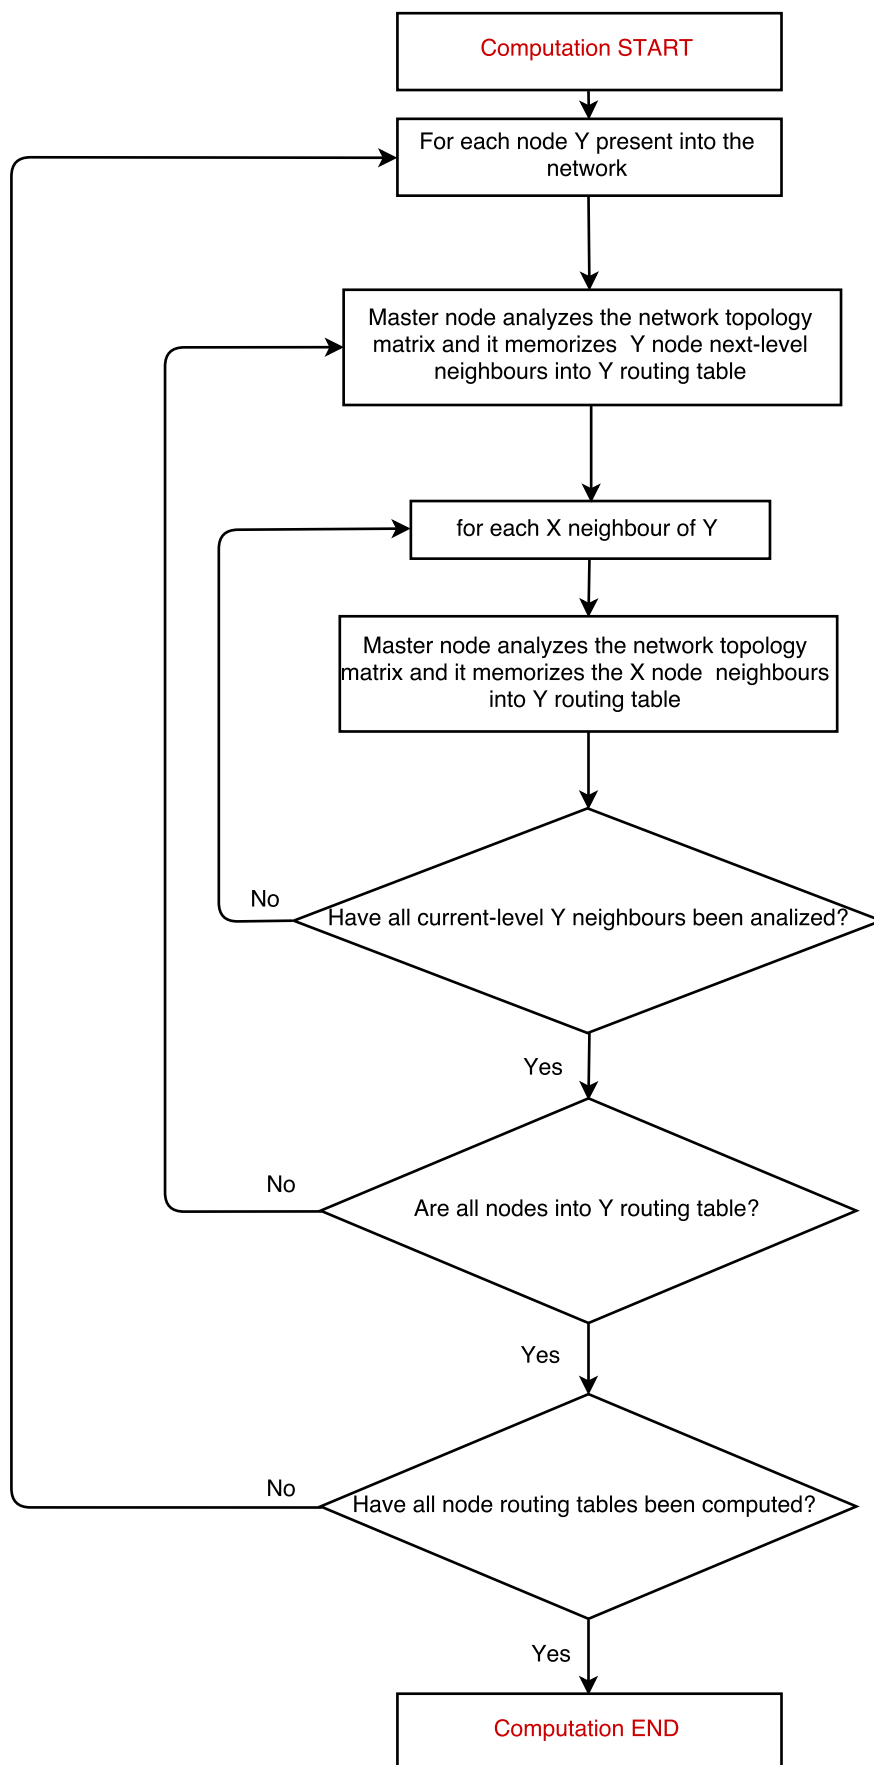 Computation START
For each node Y present into the
network
Master node analyzes the network topology
matrix and it memorizes  Y node next-level
neighbours into Y routing table
for each X neighbour of Y
Master node analyzes the network topology
matrix and it memorizes the X node  neighbours
into Y routing table
No
Have all current-level Y neighbours been analized?
Yes
No
Are all nodes into Y routing table?
Yes
No
Have all node routing tables been computed?
Yes
Computation END